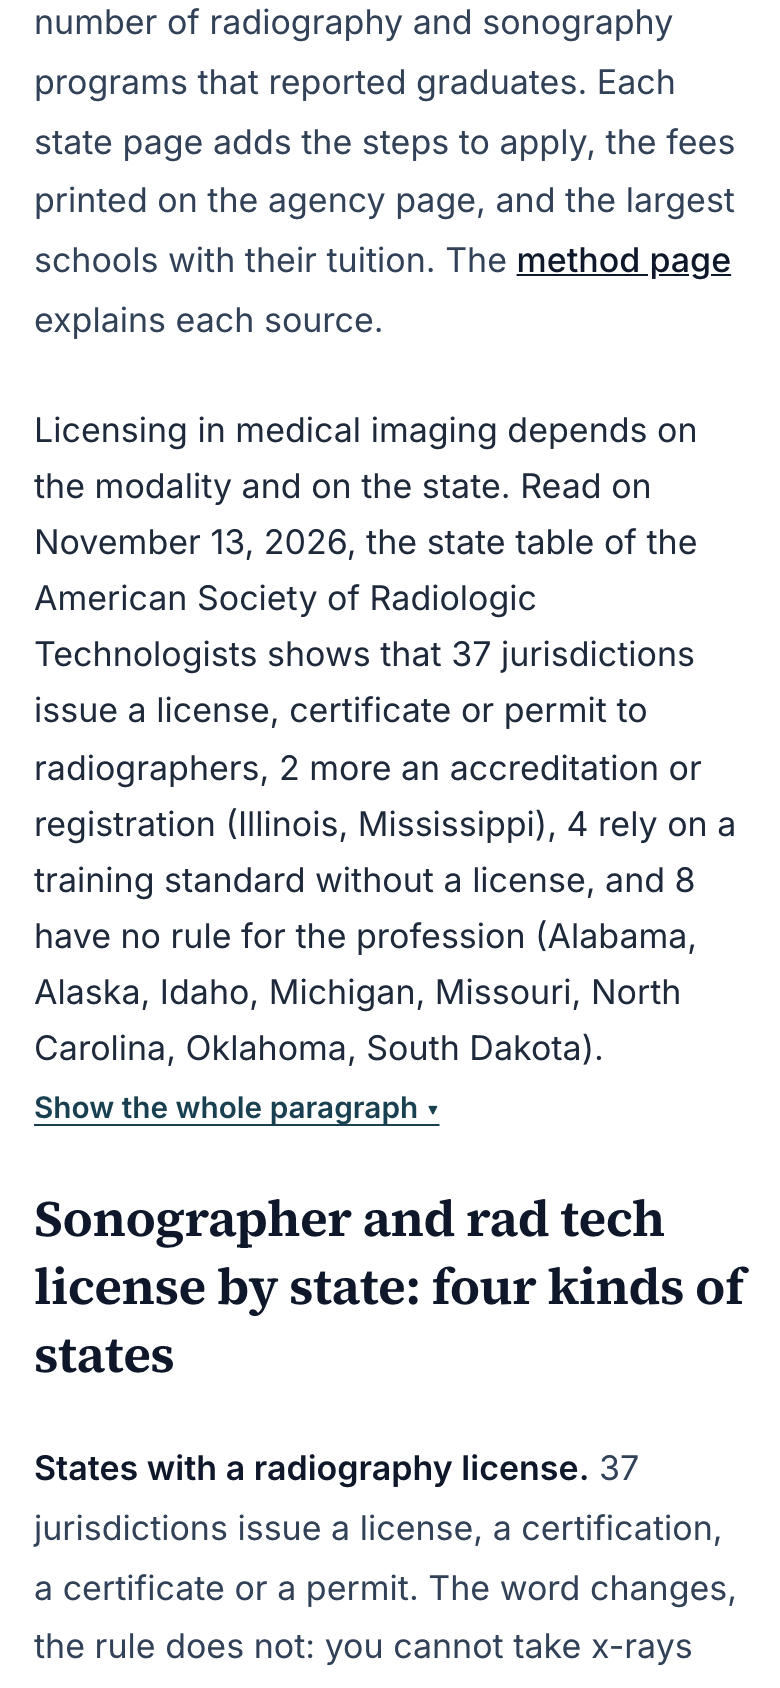 number of radiography and sonography
programs that reported graduates. Each
state page adds the steps to apply, the fees
printed on the agency page, and the largest
schools with their tuition. The method page
explains each source.
Licensing in medical imaging depends on
the modality and on the state. Read on
November 13, 2026, the state table of the
American Society of Radiologic
Technologists shows that 37 jurisdictions
issue a license, certificate or permit to
radiographers, 2 more an accreditation or
registration (Illinois, Mississippi), 4 rely on a
training standard without a license, and 8
have no rule for the profession (Alabama,
Alaska, Idaho, Michigan, Missouri, North
Carolina, Oklahoma, South Dakota).
Show the whole paragraph ▾
Sonographer and rad tech
license by state: four kinds of
states
States with a radiography license. 37
jurisdictions issue a license, a certification,
a certificate or a permit. The word changes,
the rule does not: you cannot take x-rays